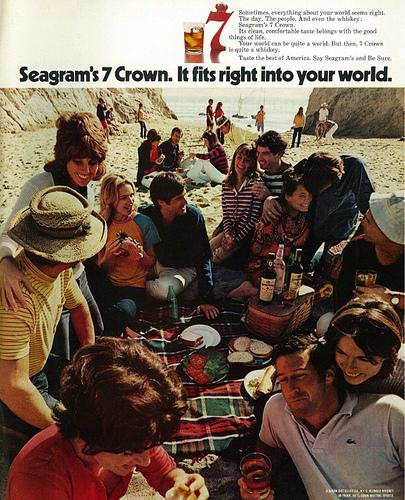 Sometimes, everything about your world seems right.
The day. The people. And even the whiskey:
Seagram's 7 Crown.
Its clean, comfortable taste belongs with the good
things of life.
Your world can be quite a world. But then, 7 Crown
is quite a whiskey.
Taste the best of America. Say Seagram's and Be Sure.
7
Seagram's 7 Crown. It fits right into your world.